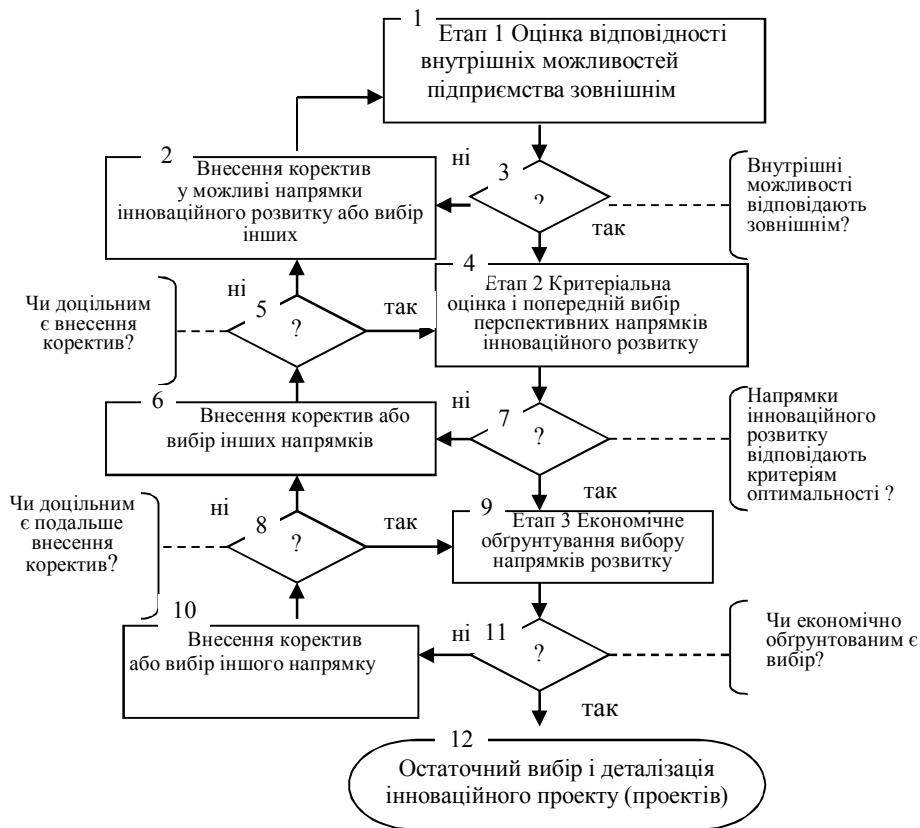 1
Етап 1 Оцінка відповідності
внутрішніх можливостей
підприємства зовнішнім
2
Внесення коректив
у можливі напрямки
інноваційного розвитку або вибір
інших
ні
3
?
так
Внутрішні
можливості
відповідають
зовнішнім?
4
Етап 2 Критеріальна
оцінка і попередній вибір
перспективних напрямків
інноваційного розвитку
Чи доцільним
є внесення
коректив?
ні
5
?
так
6
Внесення коректив або
вибір інших напрямків
ні
7
?
так
Напрямки
інноваційного
розвитку
відповідають
критеріям
оптимальності ?
Чи доцільним
є подальше
внесення
коректив?
ні
8
?
так
9
Етап 3 Економічне
обґрунтування вибору
напрямків розвитку
10
Внесення коректив
або вибір іншого напрямку
ні
11
?
так
Чи економічно
обґрунтованим є
вибір?
12
Остаточний вибір і деталізація
інноваційного проекту (проектів)